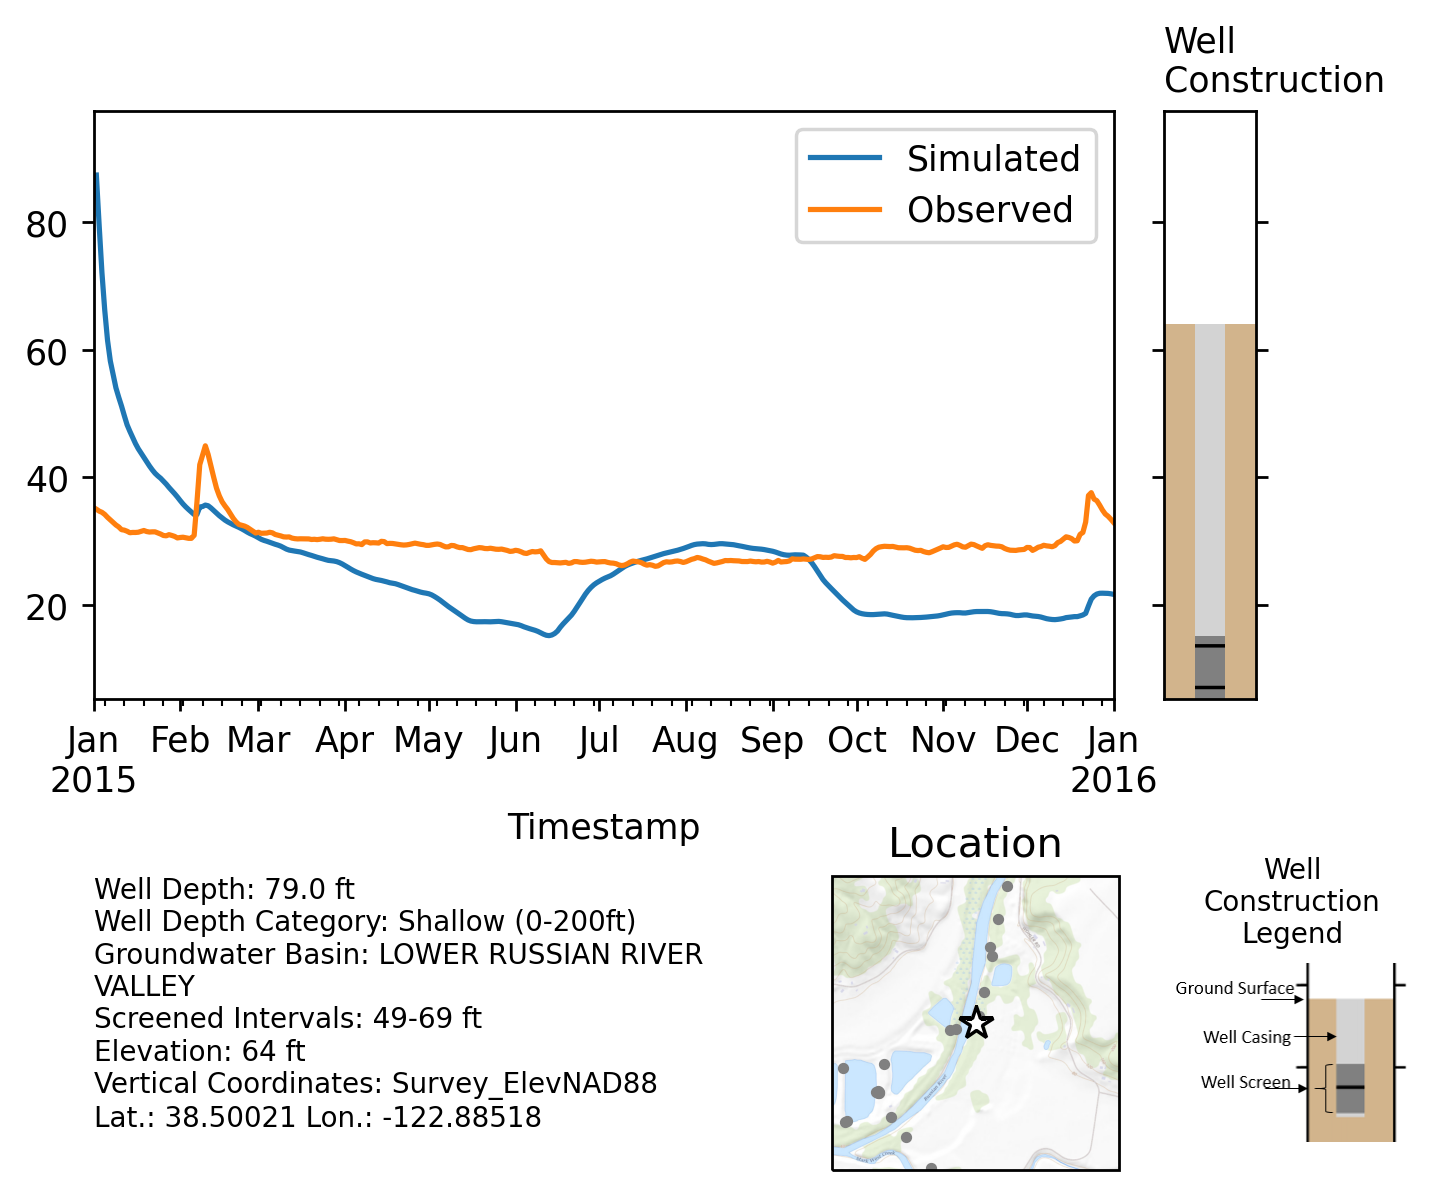 Well
Construction
Simulated
Observed
80
60
40
20
Jan
2015
Feb
Mar
Apr
May
Jun
Jul
Aug
Sep
Oct
Nov
Dec
Jan
2016
Timestamp
Well Depth: 79.0 ft
Well Depth Category: Shallow (0-200ft)
Groundwater Basin: LOWER RUSSIAN RIVER
VALLEY
Screened Intervals: 49-69 ft
Elevation: 64 ft
Vertical Coordinates: Survey_ElevNAD88
Lat.: 38.50021 Lon.: -122.88518
Location
Well
Construction
Legend
Ground Surface
Well Casing
Well Screen